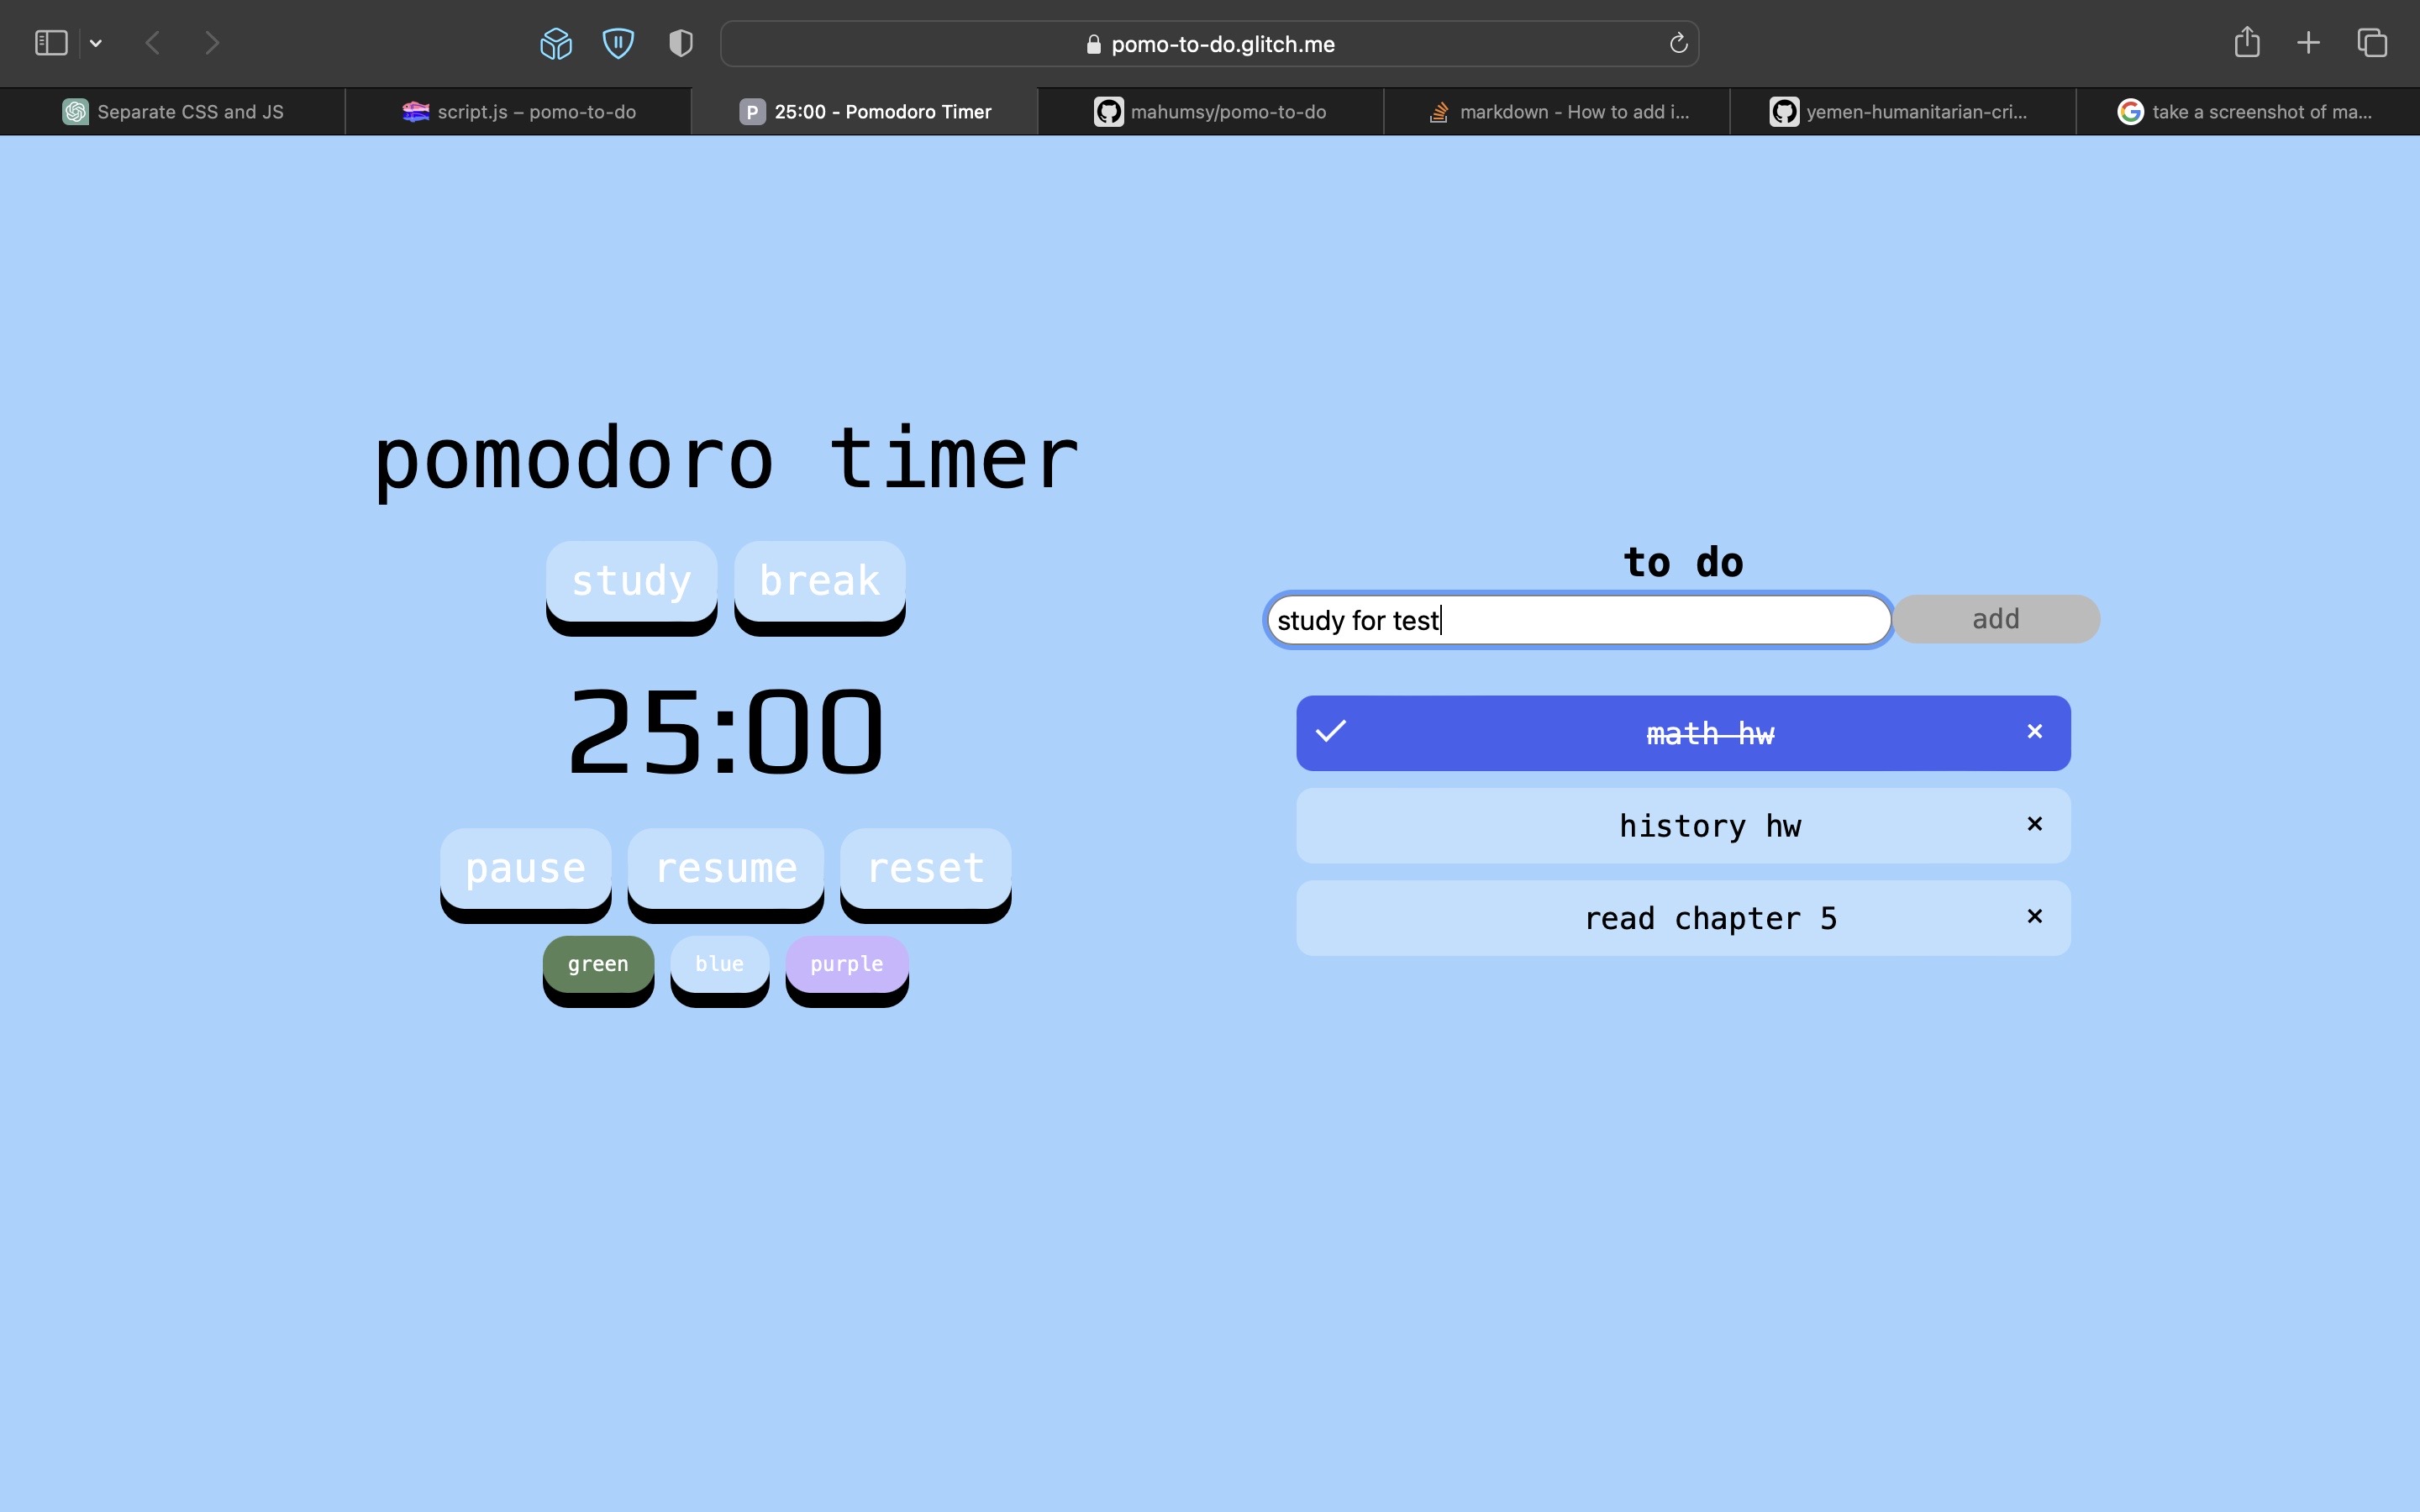 pomo-to-do.glitch.me
Separate CSS and JS
script.js – pomo-to-do
P 25:00 - Pomodoro Timer
mahumsy/pomo-to-do
markdown - How to add i...
yemen-humanitarian-cri...
take a screenshot of ma...
pomodoro timer
study break
25:00
pause resume reset
green blue purple
to do
study for test add
math hw ×
history hw ×
read chapter 5 ×